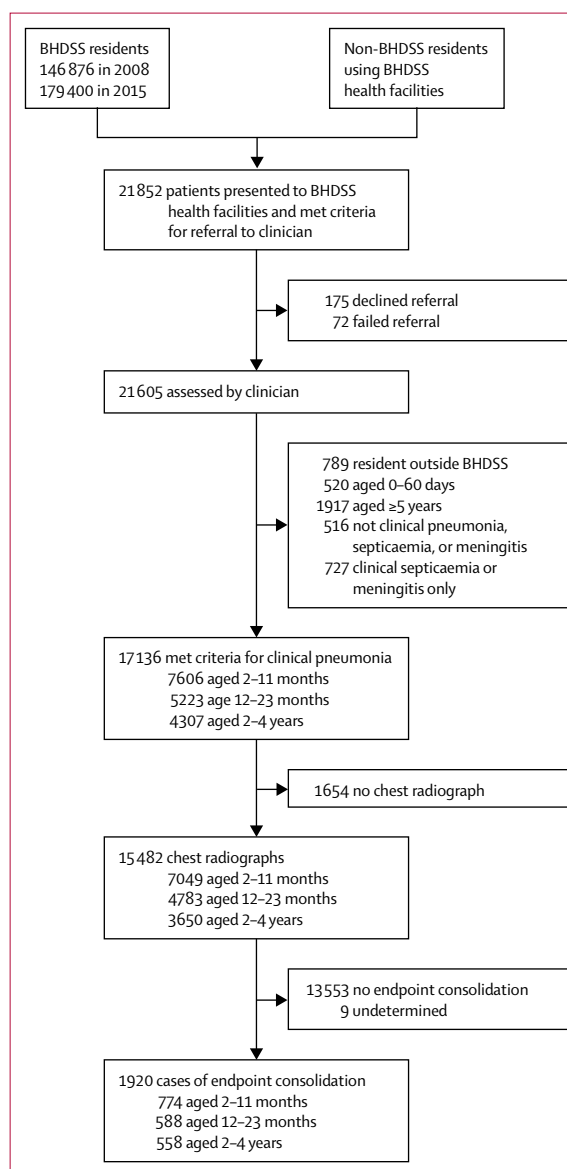 BHDSS residents
146 876 in 2008
179 400 in 2015
Non-BHDSS residents
using BHDSS
health facilities
21 852 patients presented to BHDSS
health facilities and met criteria
for referral to clinician
175 declined referral
72 failed referral
21 605 assessed by clinician
789 resident outside BHDSS
520 aged 0–60 days
1917 aged ≥5 years
516 not clinical pneumonia,
septicaemia, or meningitis
727 clinical septicaemia or
meningitis only
17 136 met criteria for clinical pneumonia
7606 aged 2–11 months
5223 age 12–23 months
4307 aged 2–4 years
1654 no chest radiograph
15 482 chest radiographs
7049 aged 2–11 months
4783 aged 12–23 months
3650 aged 2–4 years
13 553 no endpoint consolidation
9 undetermined
1920 cases of endpoint consolidation
774 aged 2–11 months
588 aged 12–23 months
558 aged 2–4 years